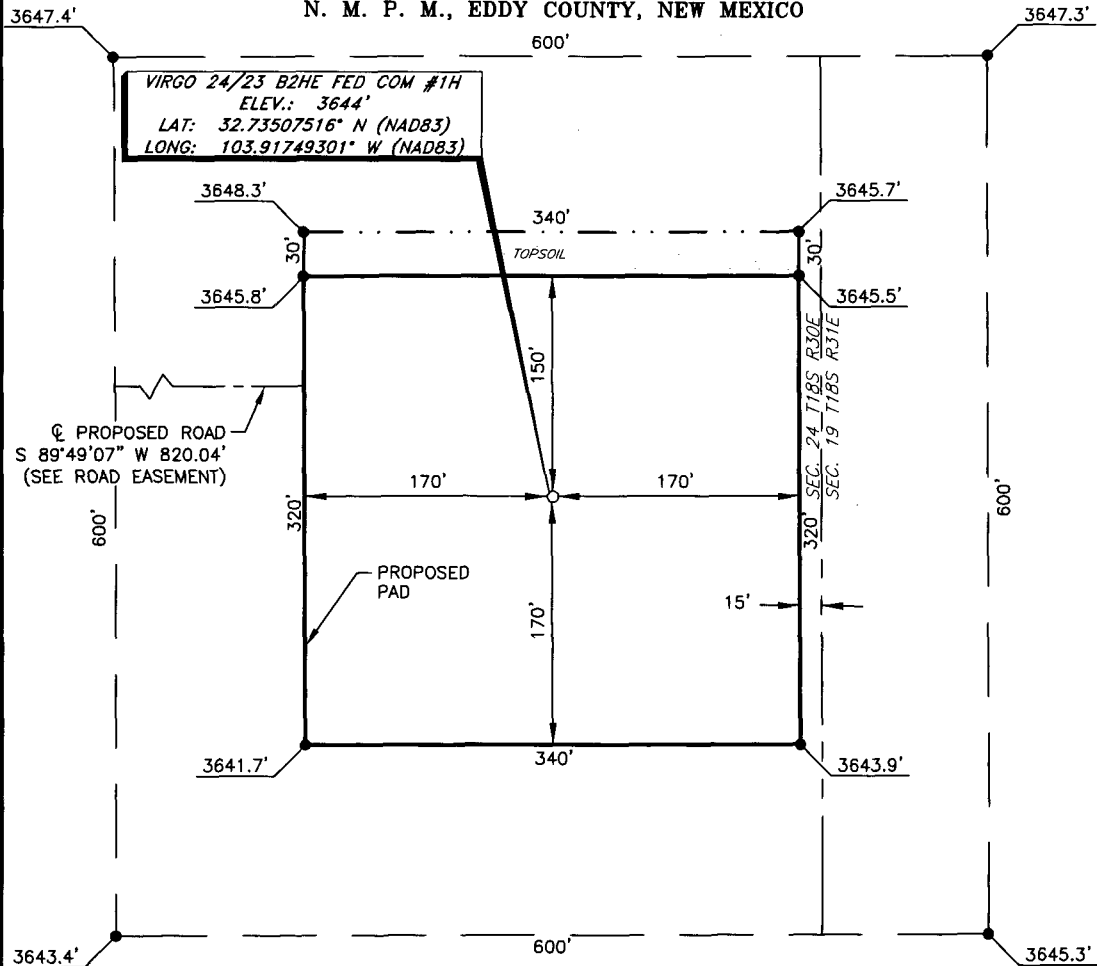 N. M. P. M., EDDY COUNTY, NEW MEXICO
3647.4'
3647.3'
600'
VIRGO 24/23 B2HE FED COM #1H
ELEV.: 3644'
LAT: 32.73507516° N (NAD83)
LONG: 103.91749301° W (NAD83)
3648.3'
340'
3645.7'
30'
TOPSOIL
30'
3645.8'
3645.5'
150'
SEC. 24 T18S R30E
SEC. 19 T18S R31E
℄ PROPOSED ROAD
S 89°49'07" W 820.04'
(SEE ROAD EASEMENT)
170'
170'
600'
320'
320'
600'
PROPOSED
PAD
15'
170'
3641.7'
340'
3643.9'
3643.4'
600'
3645.3'